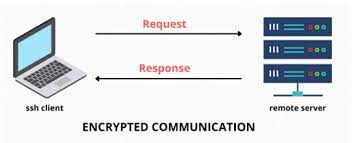 Request
Response
ssh client
remote server
ENCRYPTED COMMUNICATION